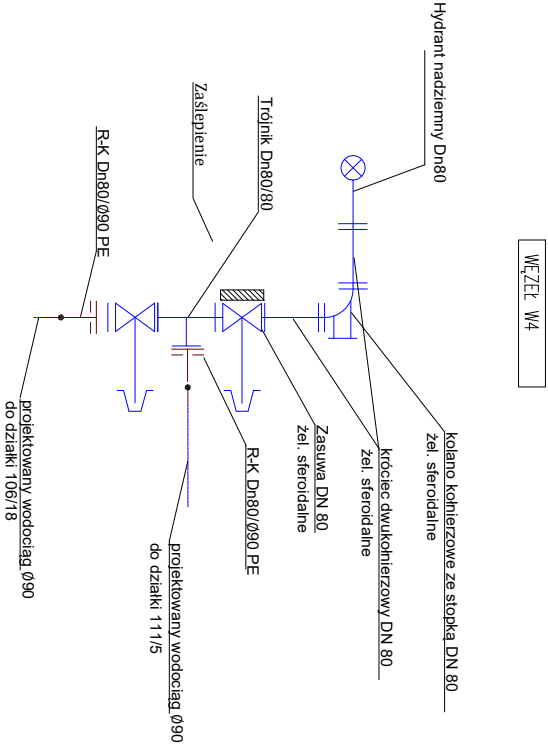 WĘZEŁ W4
Hydrant nadziemny Dn80
kolano kołnierzowe ze stopką DN 80
żel. sferoidalne
króciec dwukołnierzowy DN 80
żel. sferoidalne
Zasuwa DN 80
żel. sferoidalne
Trójnik Dn80/80
Zaślepienie
R-K Dn80/Ø90 PE
R-K Dn80/Ø90 PE
projektowany wodociąg Ø90
do działki 111/5
projektowany wodociąg Ø90
do działki 106/18